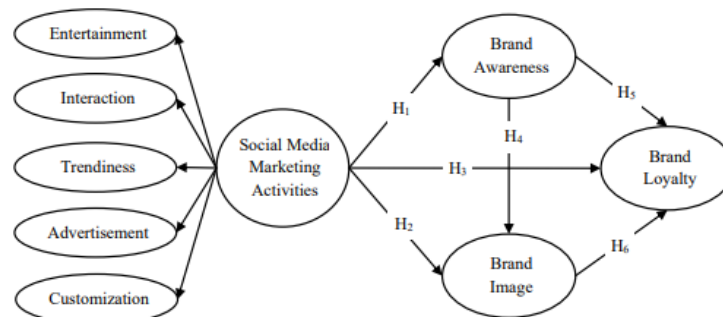 Entertainment
Interaction
Trendiness
Advertisement
Customization
Social Media
Marketing
Activities
H1
H3
H2
Brand
Awareness
H4
Brand
Image
H5
H6
Brand
Loyalty